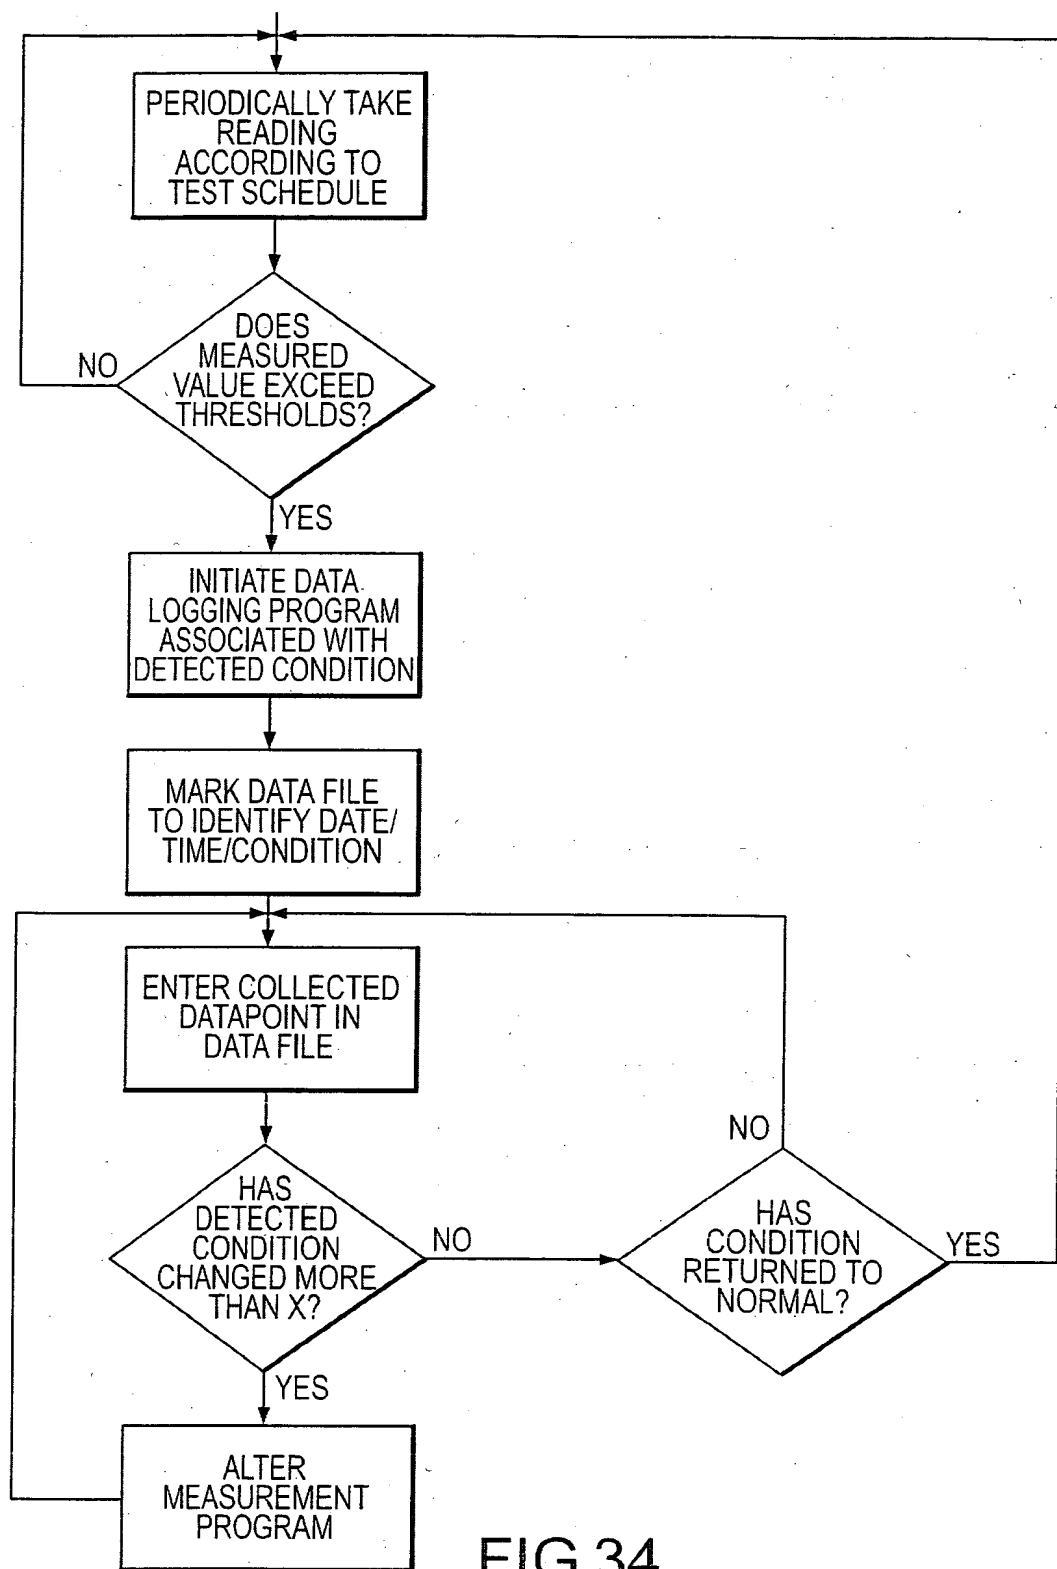 PERIODICALLY TAKE
READING
ACCORDING TO
TEST SCHEDULE
DOES
MEASURED
VALUE EXCEED
THRESHOLDS?
NO
YES
INITIATE DATA
LOGGING PROGRAM
ASSOCIATED WITH
DETECTED CONDITION
MARK DATA FILE
TO IDENTIFY DATE/
TIME/CONDITION
ENTER COLLECTED
DATAPOINT IN
DATA FILE
HAS
DETECTED
CONDITION
CHANGED MORE
THAN X?
NO
YES
HAS
CONDITION
RETURNED TO
NORMAL?
NO
YES
ALTER
MEASUREMENT
PROGRAM
FIG.34